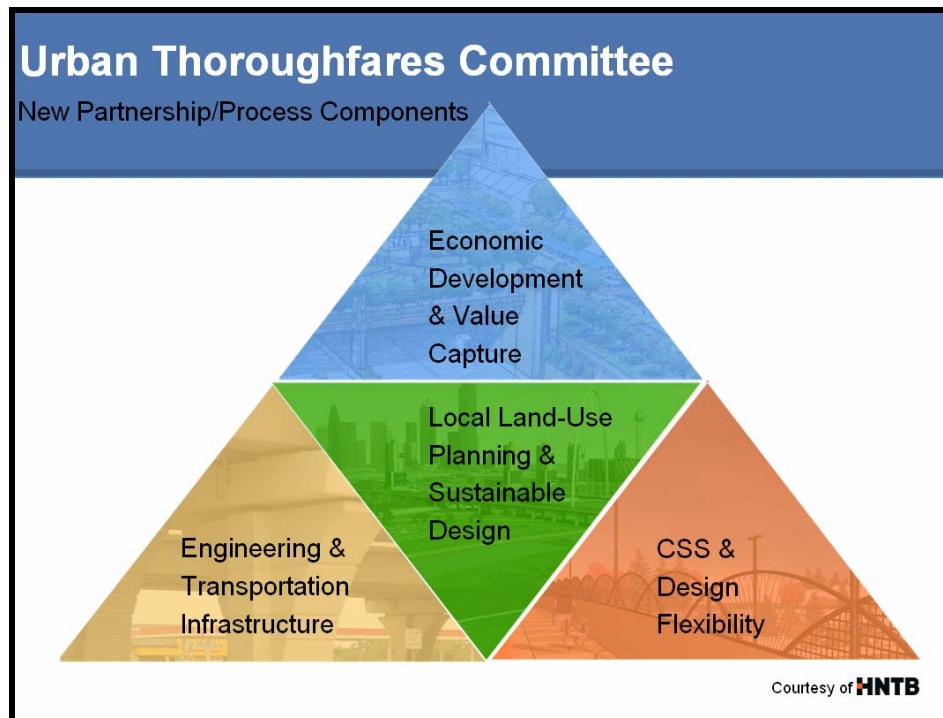 Urban Thoroughfares Committee
New Partnership/Process Components
Economic
Development
& Value
Capture
Local Land-Use
Planning &
Sustainable
Design
Engineering &
Transportation
Infrastructure
CSS &
Design
Flexibility
Courtesy of HNTB